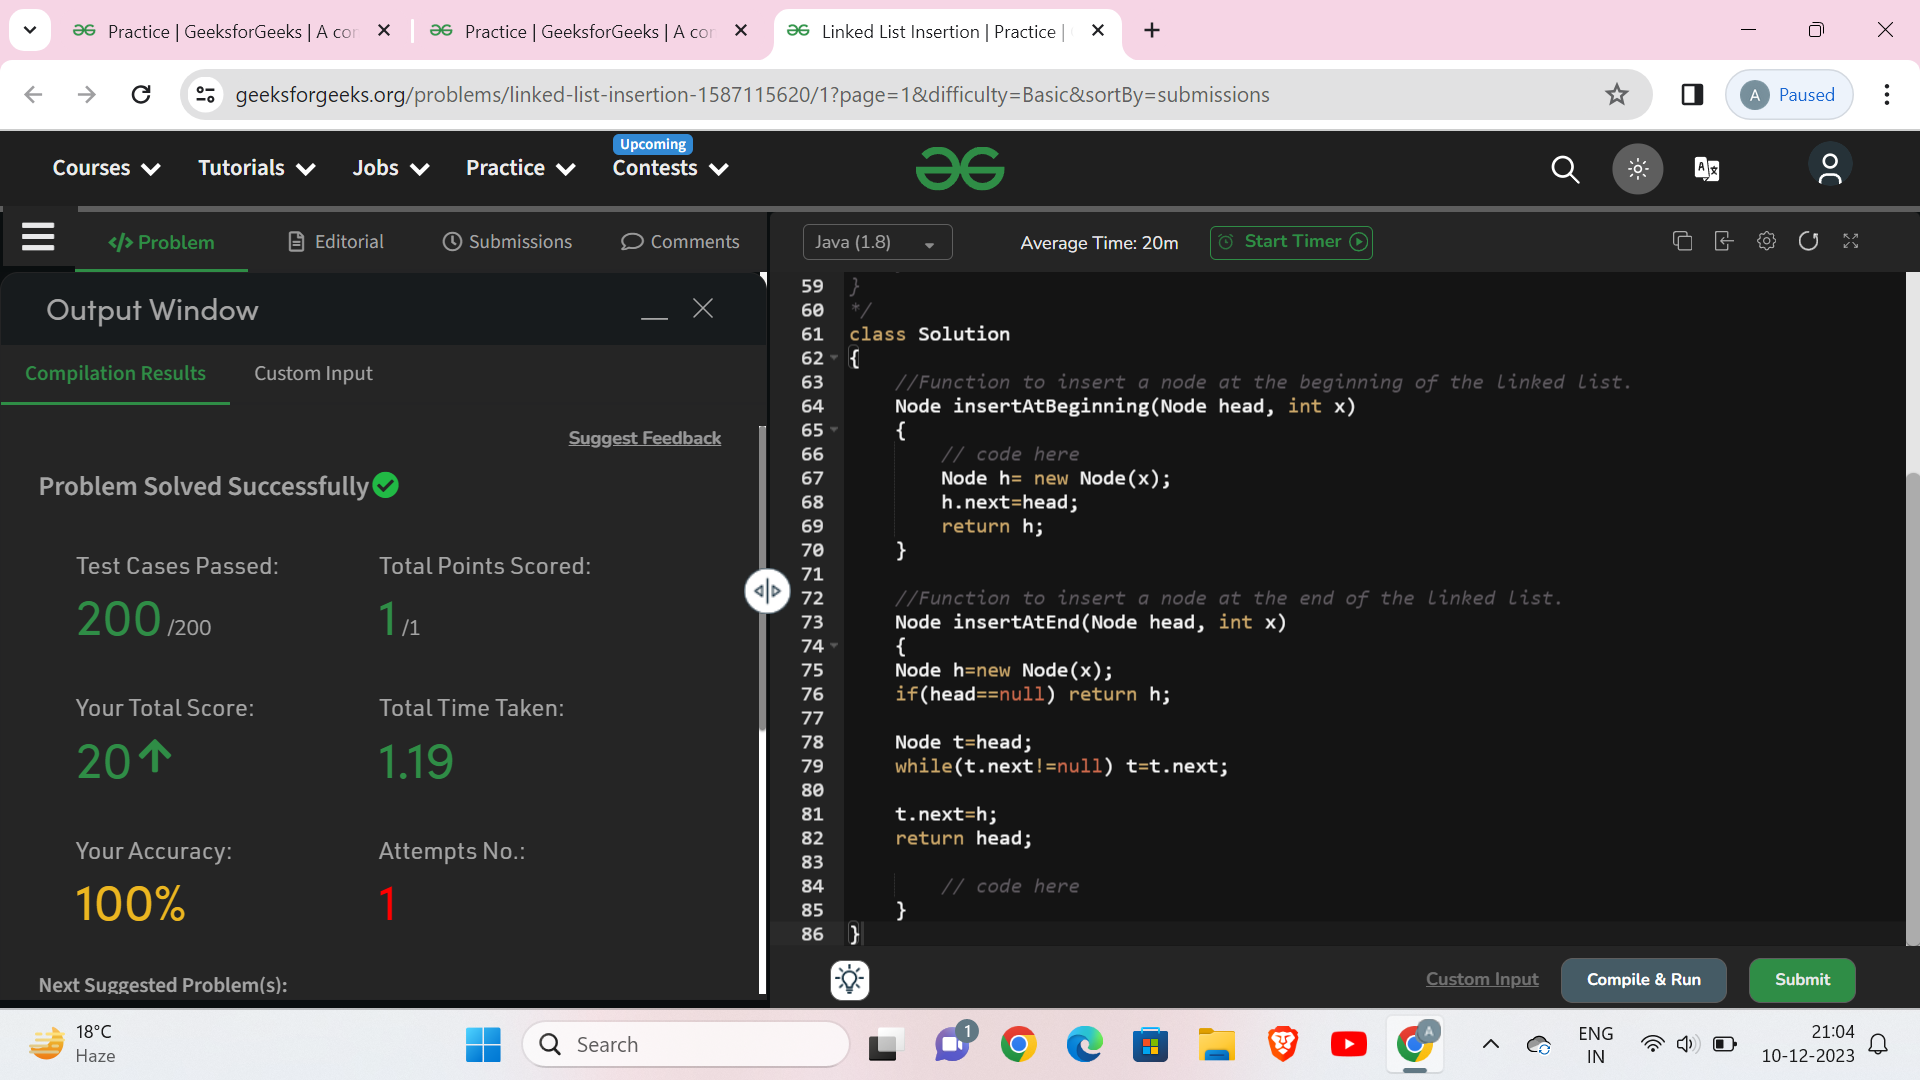 Practice | GeeksforGeeks | A cor
Practice | GeeksforGeeks | A cor
Linked List Insertion | Practice |
geeksforgeeks.org/problems/linked-list-insertion-1587115620/1?page=1&difficulty=Basic&sortBy=submissions
A Paused
Courses
Tutorials
Jobs
Practice
Upcoming
Contests
</> Problem
Editorial
Submissions
Comments
Java (1.8)
Average Time: 20m
Start Timer
Output Window
Compilation Results
Custom Input
Suggest Feedback
Problem Solved Successfully
Test Cases Passed:
200 /200
Total Points Scored:
1 /1
Your Total Score:
20
Total Time Taken:
1.19
Your Accuracy:
100%
Attempts No.:
1
Next Suggested Problem(s):
59 }
60 */
61 class Solution
62 {
63 //Function to insert a node at the beginning of the linked list.
64 Node insertAtBeginning(Node head, int x)
65 {
66 // code here
67 Node h= new Node(x);
68 h.next=head;
69 return h;
70 }
71
72 //Function to insert a node at the end of the linked list.
73 Node insertAtEnd(Node head, int x)
74 {
75 Node h=new Node(x);
76 if(head==null) return h;
77
78 Node t=head;
79 while(t.next!=null) t=t.next;
80
81 t.next=h;
82 return head;
83
84 // code here
85 }
86 }
Custom Input
Compile & Run
Submit
18°C
Haze
Search
1
A
ENG
IN
21:04
10-12-2023